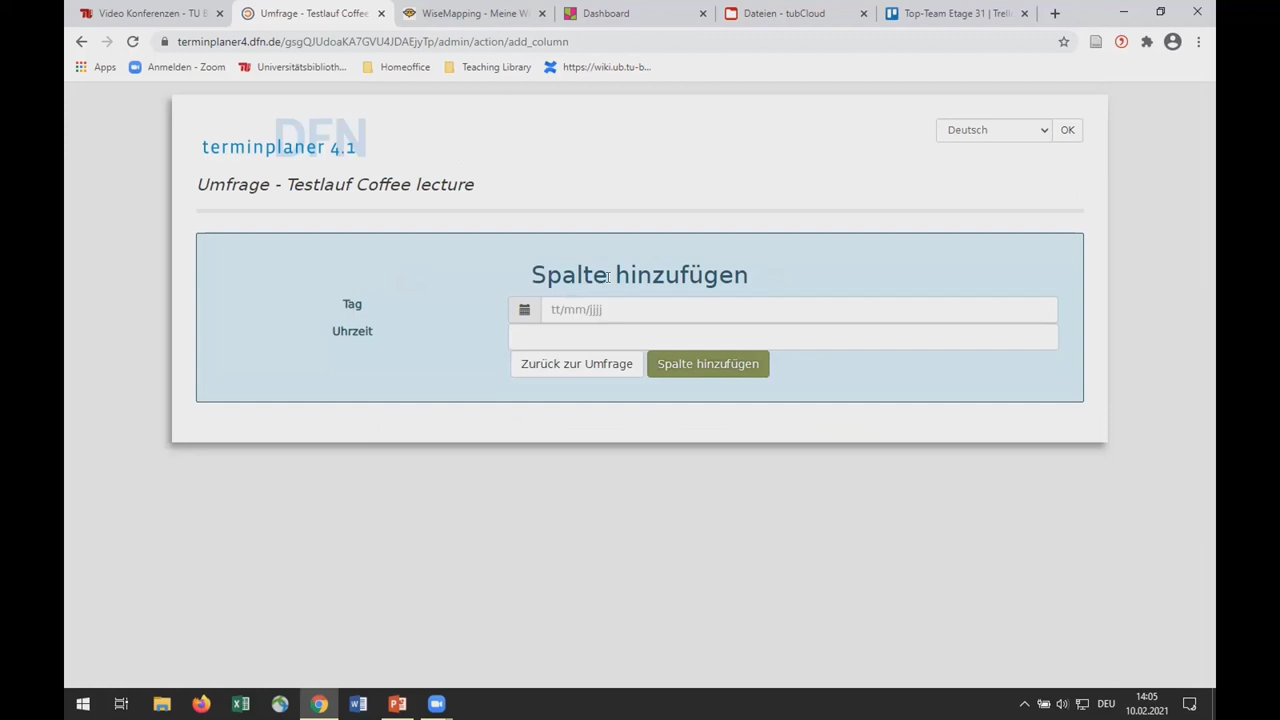 Video Konferenzen - TU B
Umfrage - Testlauf Coffee
WiseMapping - Meine W
Dashboard
Dateien - tubCloud
Top-Team Etage 31 | Trell
terminplaner4.dfn.de/gsgQJUdoaKA7GVU4JDAEjyTp/admin/action/add_column
Apps
Anmelden - Zoom
Universitätsbiblioth...
Homeoffice
Teaching Library
https://wiki.ub.tu-b...
DFN
terminplaner 4.1
Deutsch
OK
Umfrage - Testlauf Coffee lecture
Spalte hinzufügen
Tag
tt/mm/jjjj
Uhrzeit
Zurück zur Umfrage
Spalte hinzufügen
DEU
14:05
10.02.2021